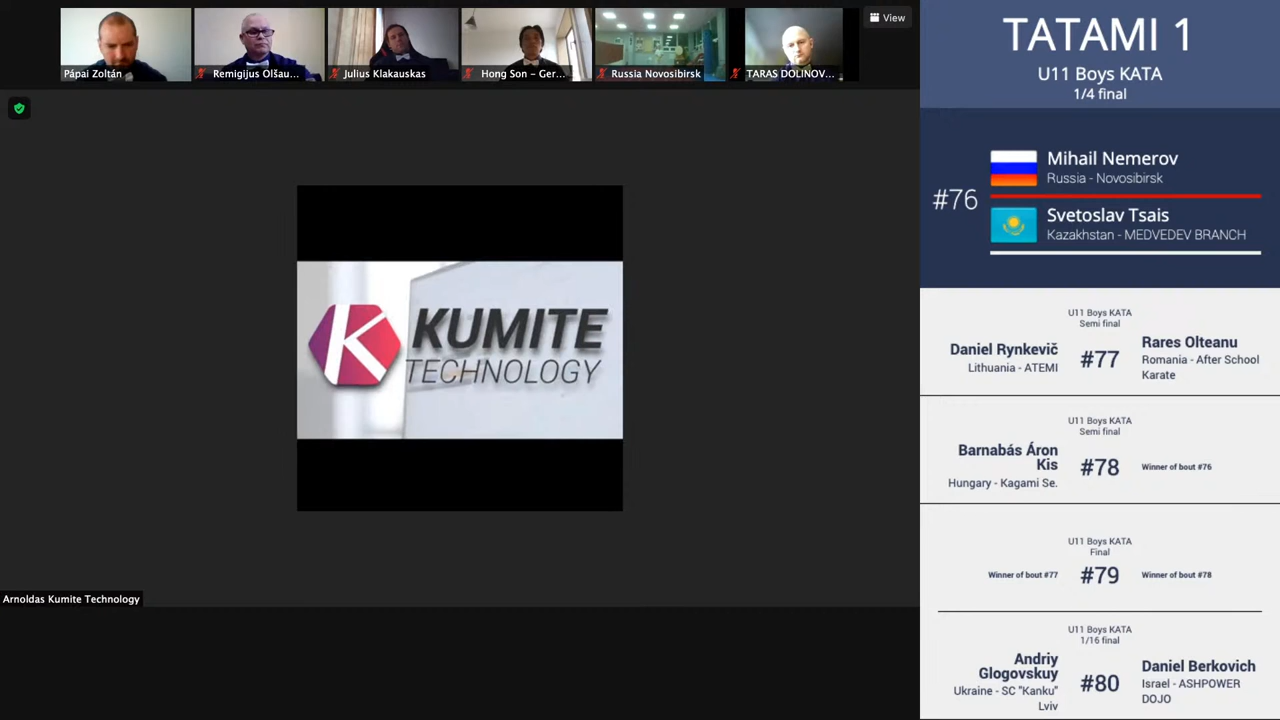 View
Pápai Zoltán
Remigijus Olšau...
Julius Klakauskas
Hong Son – Ger...
Russia Novosibirsk
TARAS DOLINOV...
K KUMITE
TECHNOLOGY
Arnoldas Kumite Technology
TATAMI 1
U11 Boys KATA
1/4 final
#76
Mihail Nemerov
Russia - Novosibirsk
Svetoslav Tsais
Kazakhstan - MEDVEDEV BRANCH
U11 Boys KATA
Semi final
Daniel Rynkevič
Lithuania - ATEMI
#77
Rares Olteanu
Romania - After School
Karate
U11 Boys KATA
Semi final
Barnabás Áron
Kis
Hungary - Kagami Se.
#78
Winner of bout #76
U11 Boys KATA
Final
Winner of bout #77
#79
Winner of bout #78
U11 Boys KATA
1/16 final
Andriy
Glogovskuy
Ukraine - SC "Kanku"
Lviv
#80
Daniel Berkovich
Israel - ASHPOWER
DOJO